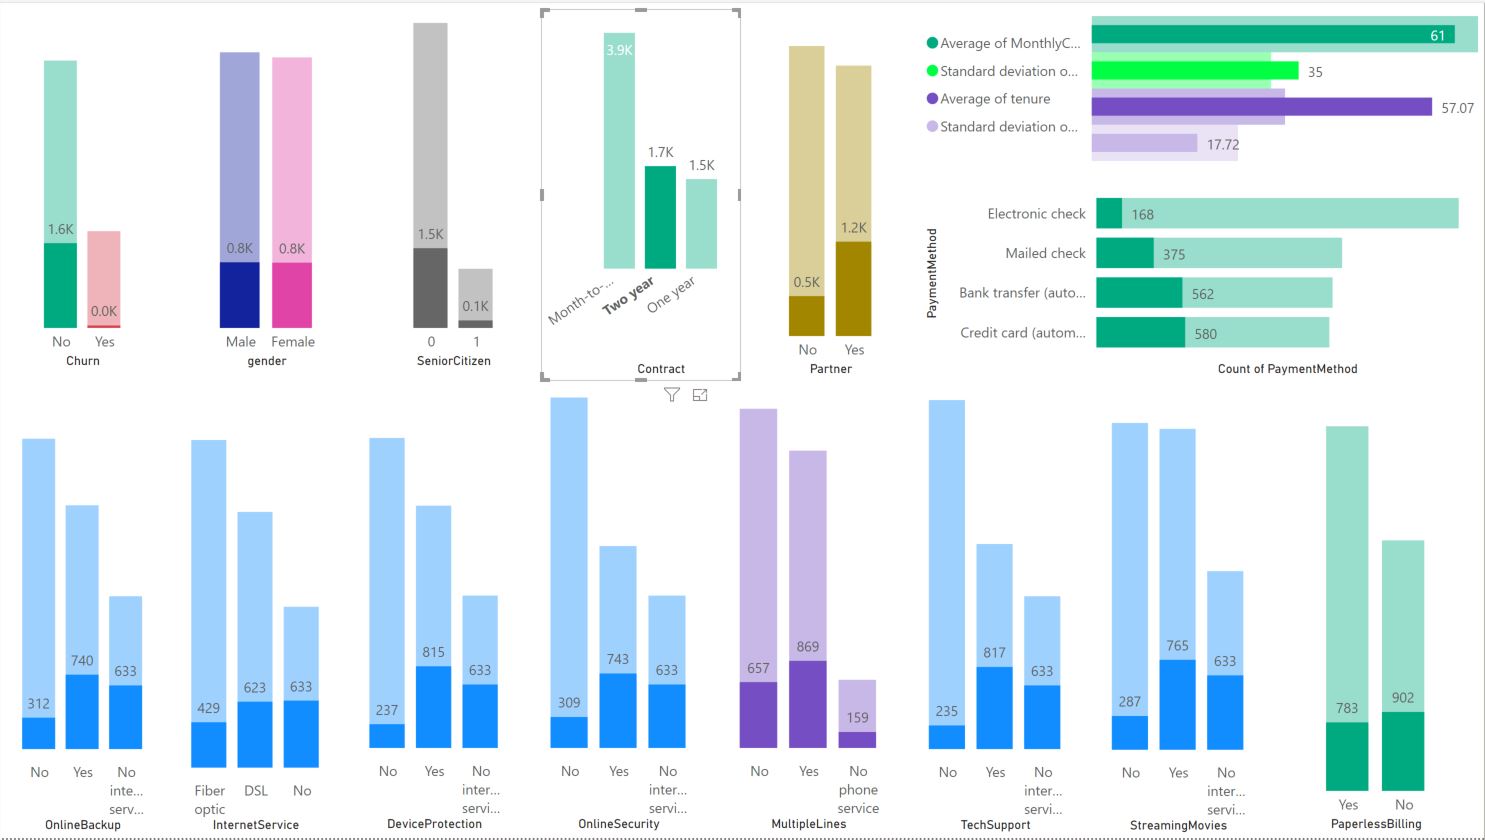 1.6K
0.0K
No Yes
Churn
0.8K 0.8K
Male Female
gender
1.5K
0.1K
0 1
SeniorCitizen
3.9K
1.7K
1.5K
Month-to-...
Two year
One year
Contract
0.5K
1.2K
No Yes
Partner
Average of MonthlyC...
Standard deviation o...
Average of tenure
Standard deviation o...
61
35
57.07
17.72
PaymentMethod
Electronic check 168
Mailed check 375
Bank transfer (auto... 562
Credit card (autom... 580
Count of PaymentMethod
312 740 633
No Yes No
inte...
serv...
OnlineBackup
429 623 633
Fiber DSL No
optic
InternetService
237 815 633
No Yes No
inter...
servi...
DeviceProtection
309 743 633
No Yes No
inter...
servi...
OnlineSecurity
657 869 159
No Yes No
phone
service
MultipleLines
235 817 633
No Yes No
inter...
servi...
TechSupport
287 765 633
No Yes No
inter...
servi...
StreamingMovies
783 902
Yes No
PaperlessBilling